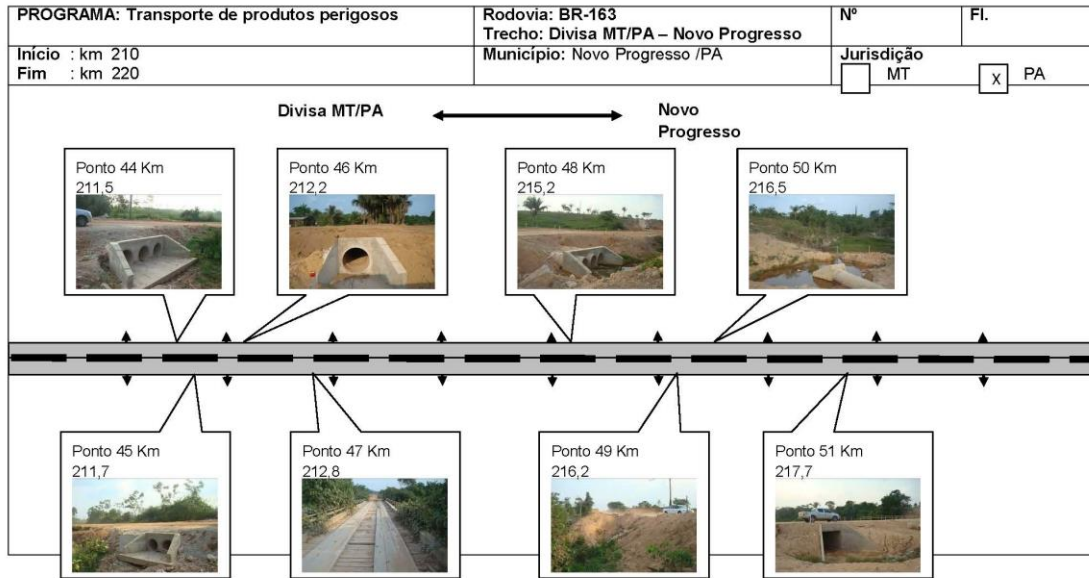 PROGRAMA: Transporte de produtos perigosos
Rodovia: BR-163
Trecho: Divisa MT/PA – Novo Progresso
Nº
Fl.
Início : km 210
Fim : km 220
Município: Novo Progresso /PA
Jurisdição
MT
X PA
Divisa MT/PA
Novo
Progresso
Ponto 44 Km
211,5
Ponto 46 Km
212,2
Ponto 48 Km
215,2
Ponto 50 Km
216,5
Ponto 45 Km
211,7
Ponto 47 Km
212,8
Ponto 49 Km
216,2
Ponto 51 Km
217,7